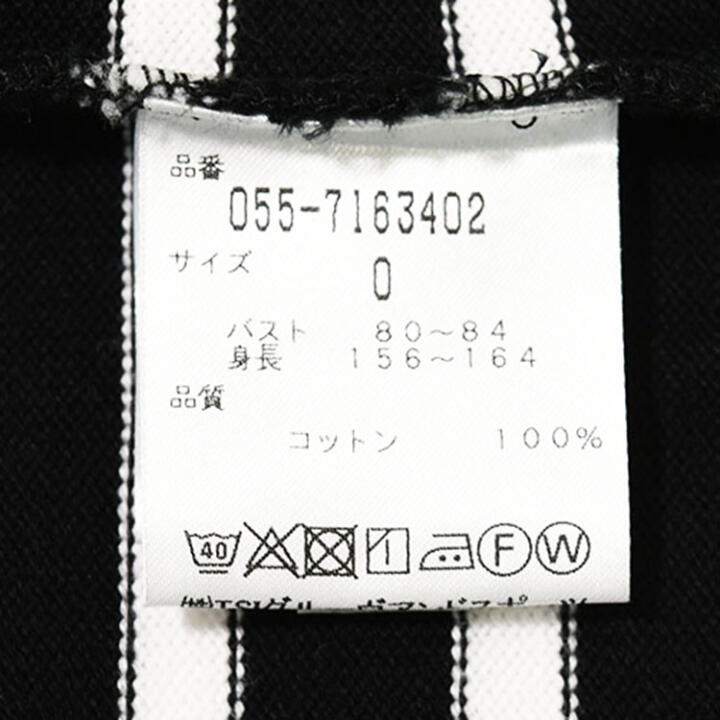 品番
055-7163402
サイズ
0
バスト 80~84
身長 156~164
品質
コットン 100%
40 F W